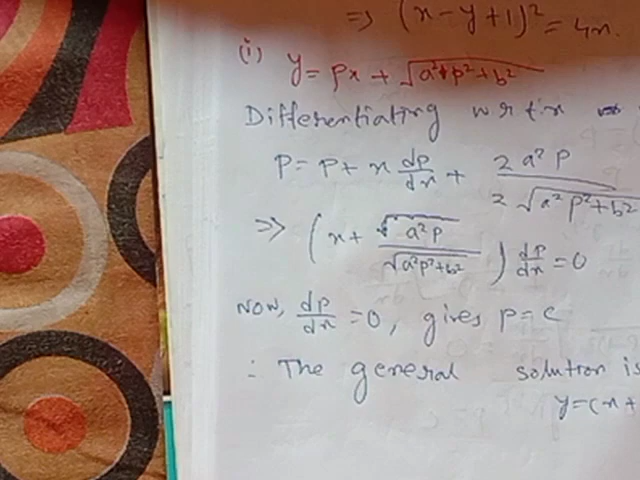 => (x-y+1)² = 4x.
(i) y = px + √a²p²+b²
Differentiating w r t x
P = P + x dp/dx + 2a²p / 2√a²p²+b²
=> (x + a²p / √a²p²+b²) dp/dx = 0
Now, dp/dx = 0, gives p = c
∴ The general solution is
y = cx +